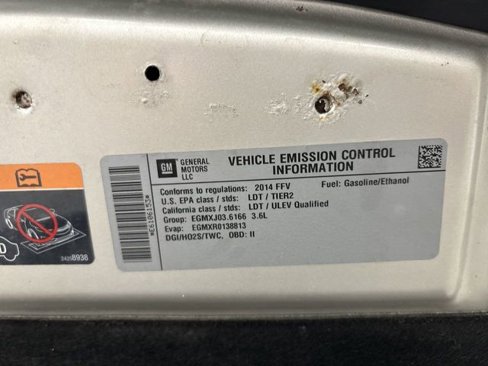 GM
GENERAL
MOTORS
LLC
VEHICLE EMISSION CONTROL
INFORMATION
Conforms to regulations: 2014 FFV Fuel: Gasoline/Ethanol
U.S. EPA class / stds: LDT / TIER2
California class / stds: LDT / ULEV Qualified
Group: EGMXJ03.6166 3.6L
Evap: EGMXR0138813
DGI/HO2S/TWC, OBD: II